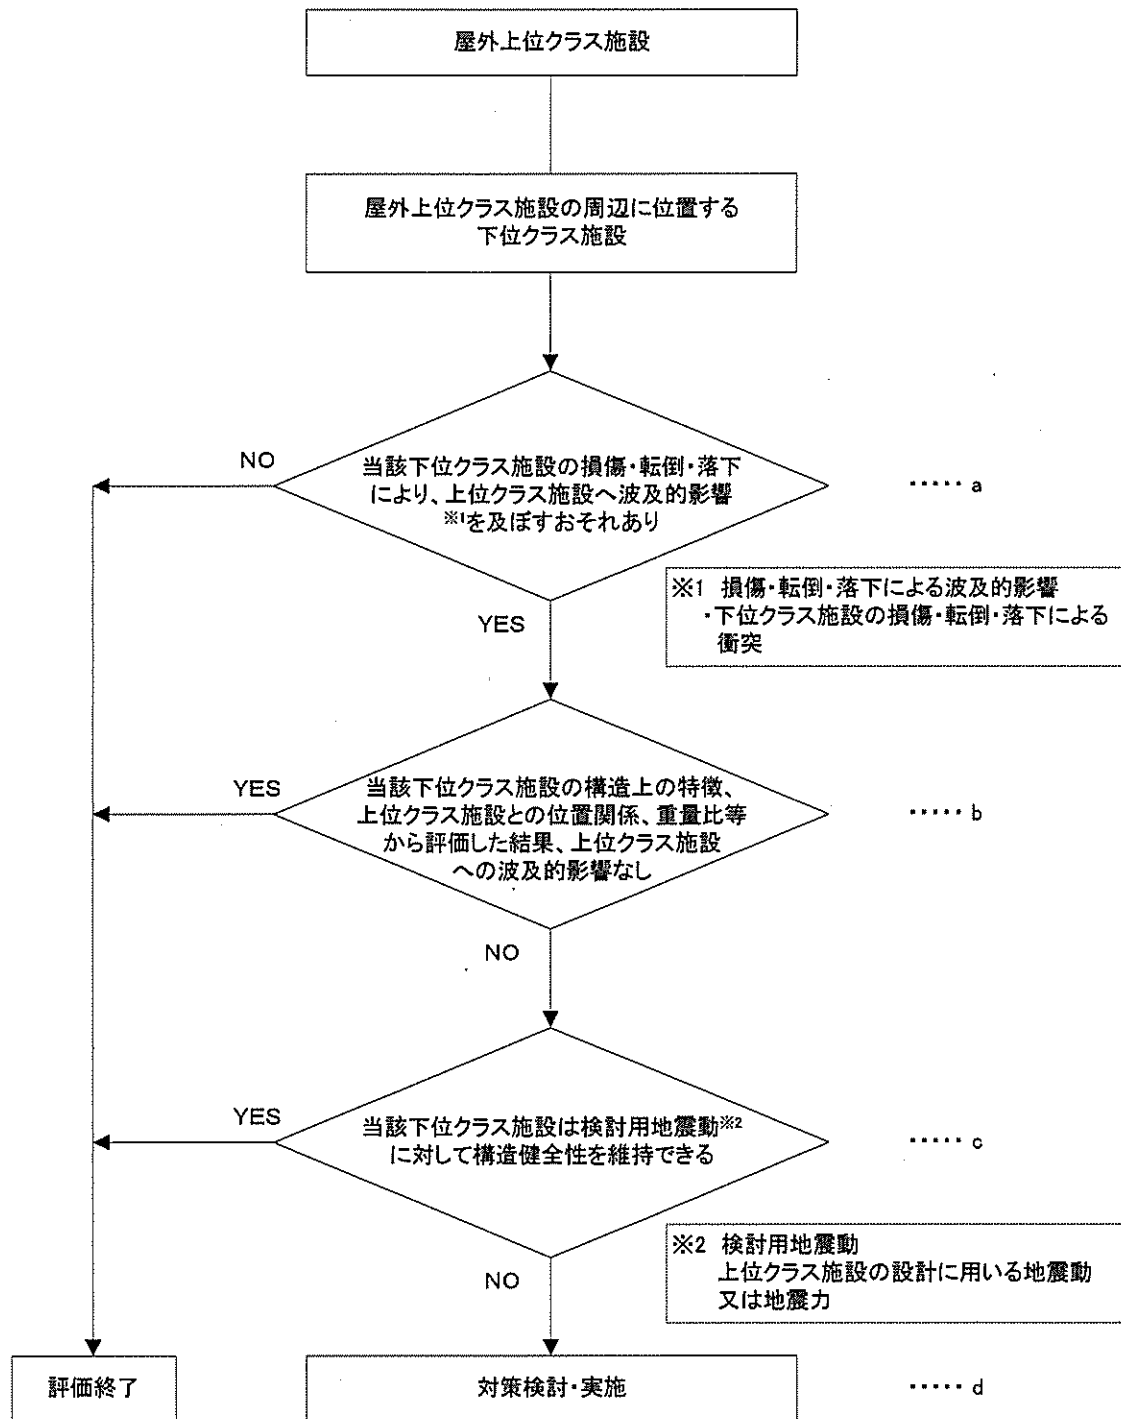 屋外上位クラス施設
屋外上位クラス施設の周辺に位置する
下位クラス施設
NO
当該下位クラス施設の損傷・転倒・落下
により、上位クラス施設へ波及的影響
※1を及ぼすおそれあり
・・・・・ a
※1 損傷・転倒・落下による波及的影響
・下位クラス施設の損傷・転倒・落下による
衝突
YES
YES
当該下位クラス施設の構造上の特徴、
上位クラス施設との位置関係、重量比等
から評価した結果、上位クラス施設
への波及的影響なし
・・・・・ b
NO
YES
当該下位クラス施設は検討用地震動※2
に対して構造健全性を維持できる
・・・・・ c
※2 検討用地震動
上位クラス施設の設計に用いる地震動
又は地震力
NO
評価終了
対策検討・実施
・・・・・ d